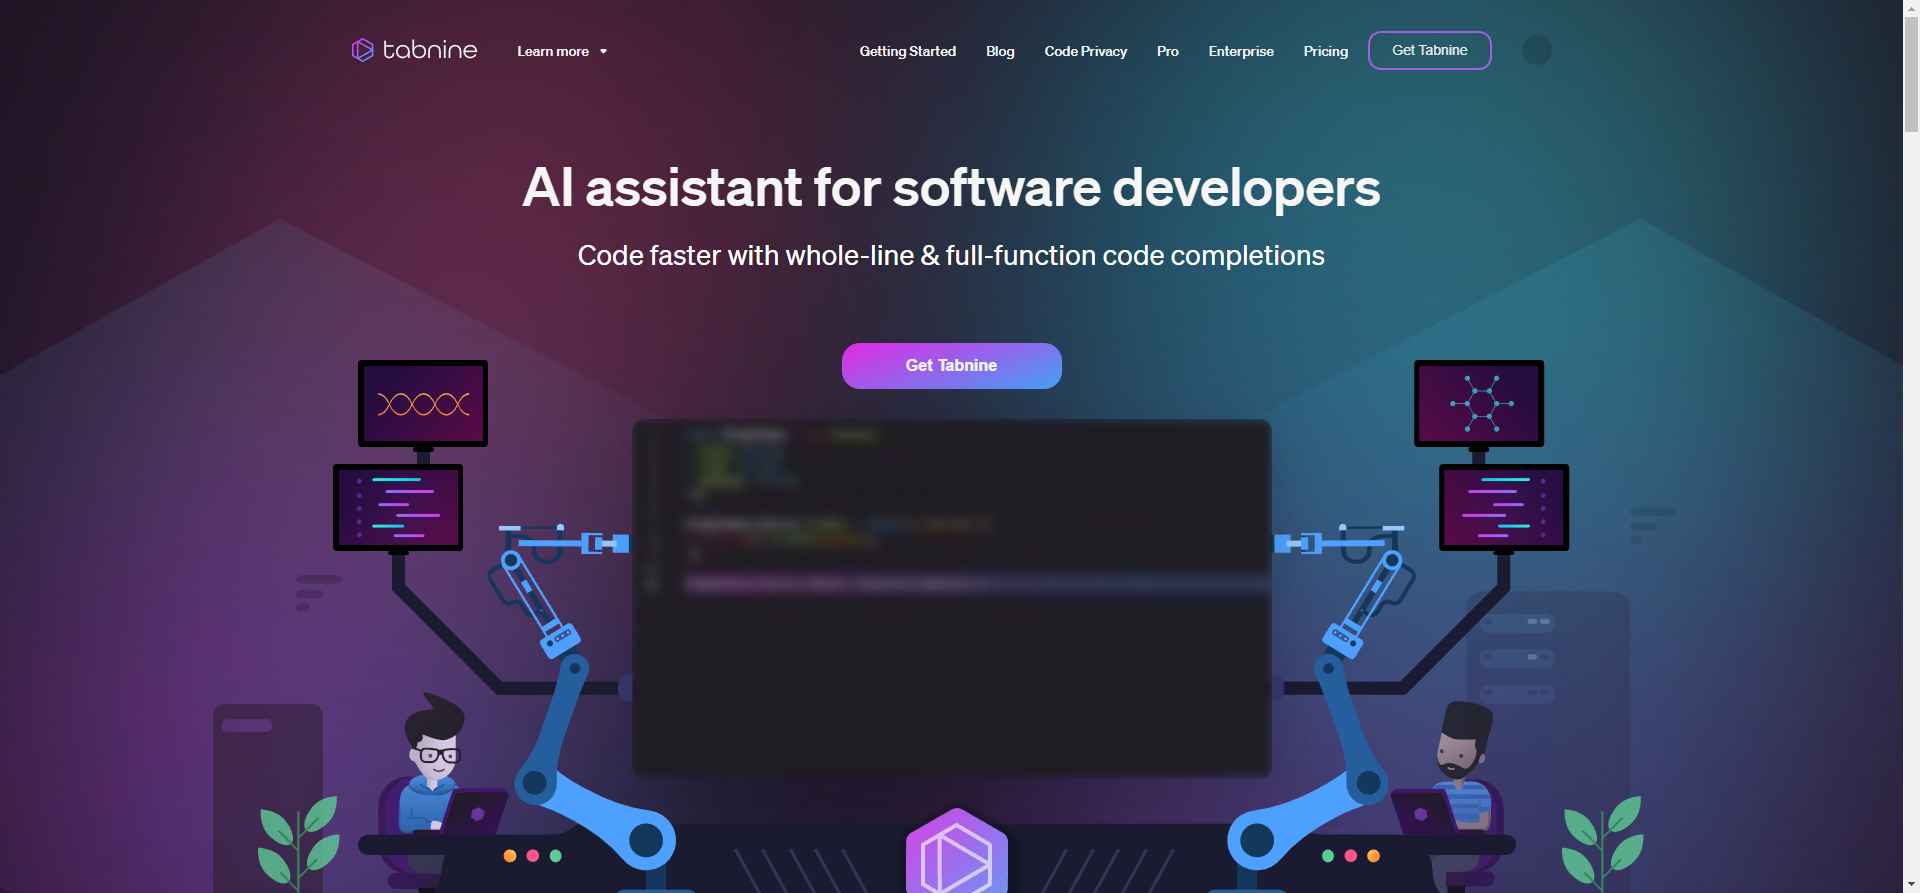 tabnine
Learn more
Getting Started
Blog
Code Privacy
Pro
Enterprise
Pricing
Get Tabnine
AI assistant for software developers
Code faster with whole-line & full-function code completions
Get Tabnine